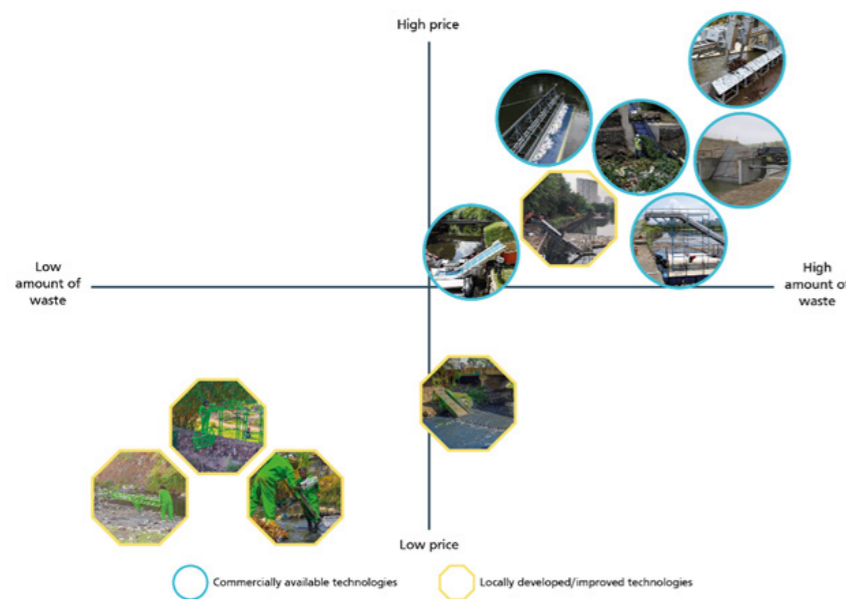 High price
Low
amount of
waste
High
amount of
waste
Low price
Commercially available technologies
Locally developed/improved technologies